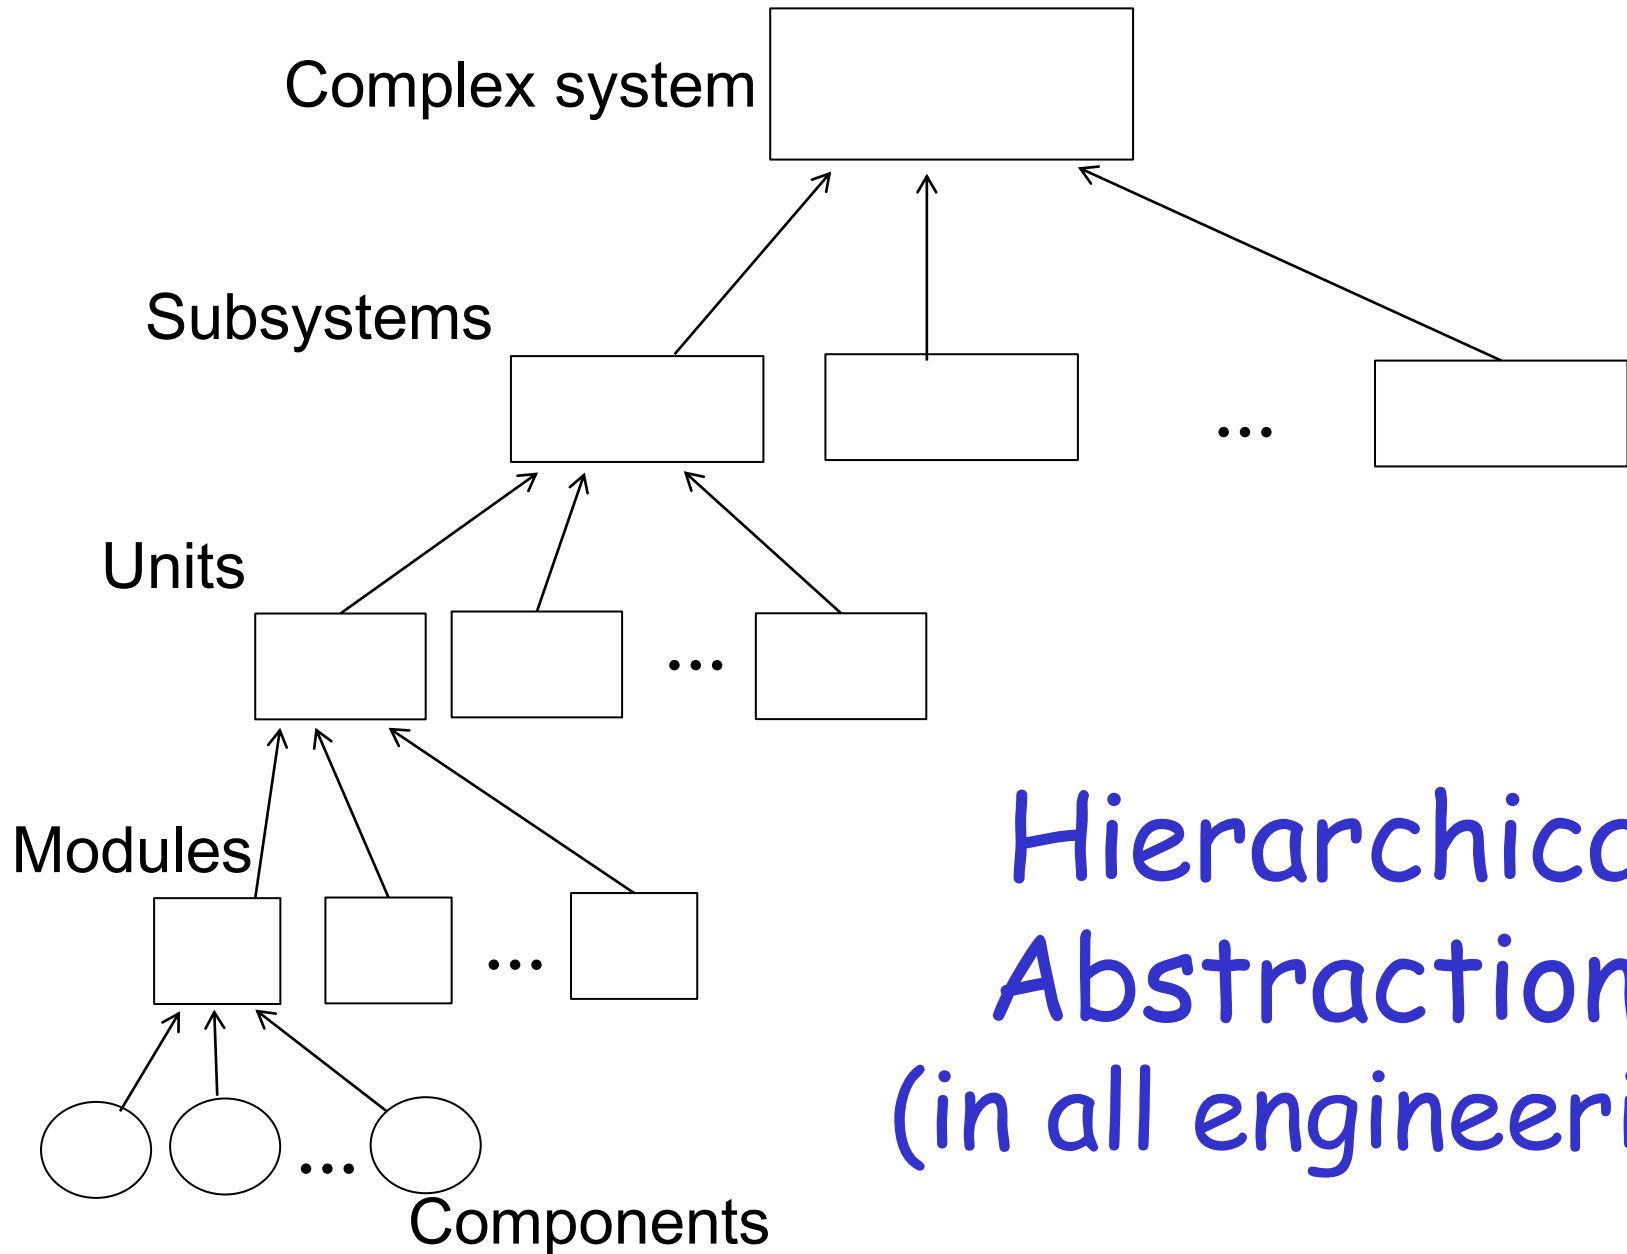 Complex system
Subsystems
...
Units
...
Modules
...
...
Components
Hierarchica
Abstraction
(in all engineeri